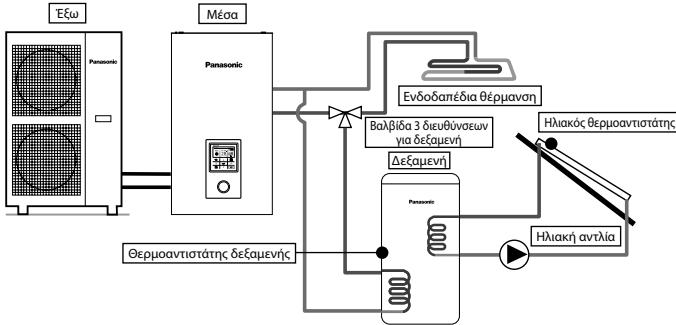 Έξω
Μέσα
Panasonic
Panasonic
Ενδοδαπέδια θέρμανση
Βαλβίδα 3 διευθύνσεων
για δεξαμενή
Ηλιακός θερμοαντιστάτης
Δεξαμενή
Panasonic
Ηλιακή αντλία
Θερμοαντιστάτης δεξαμενής